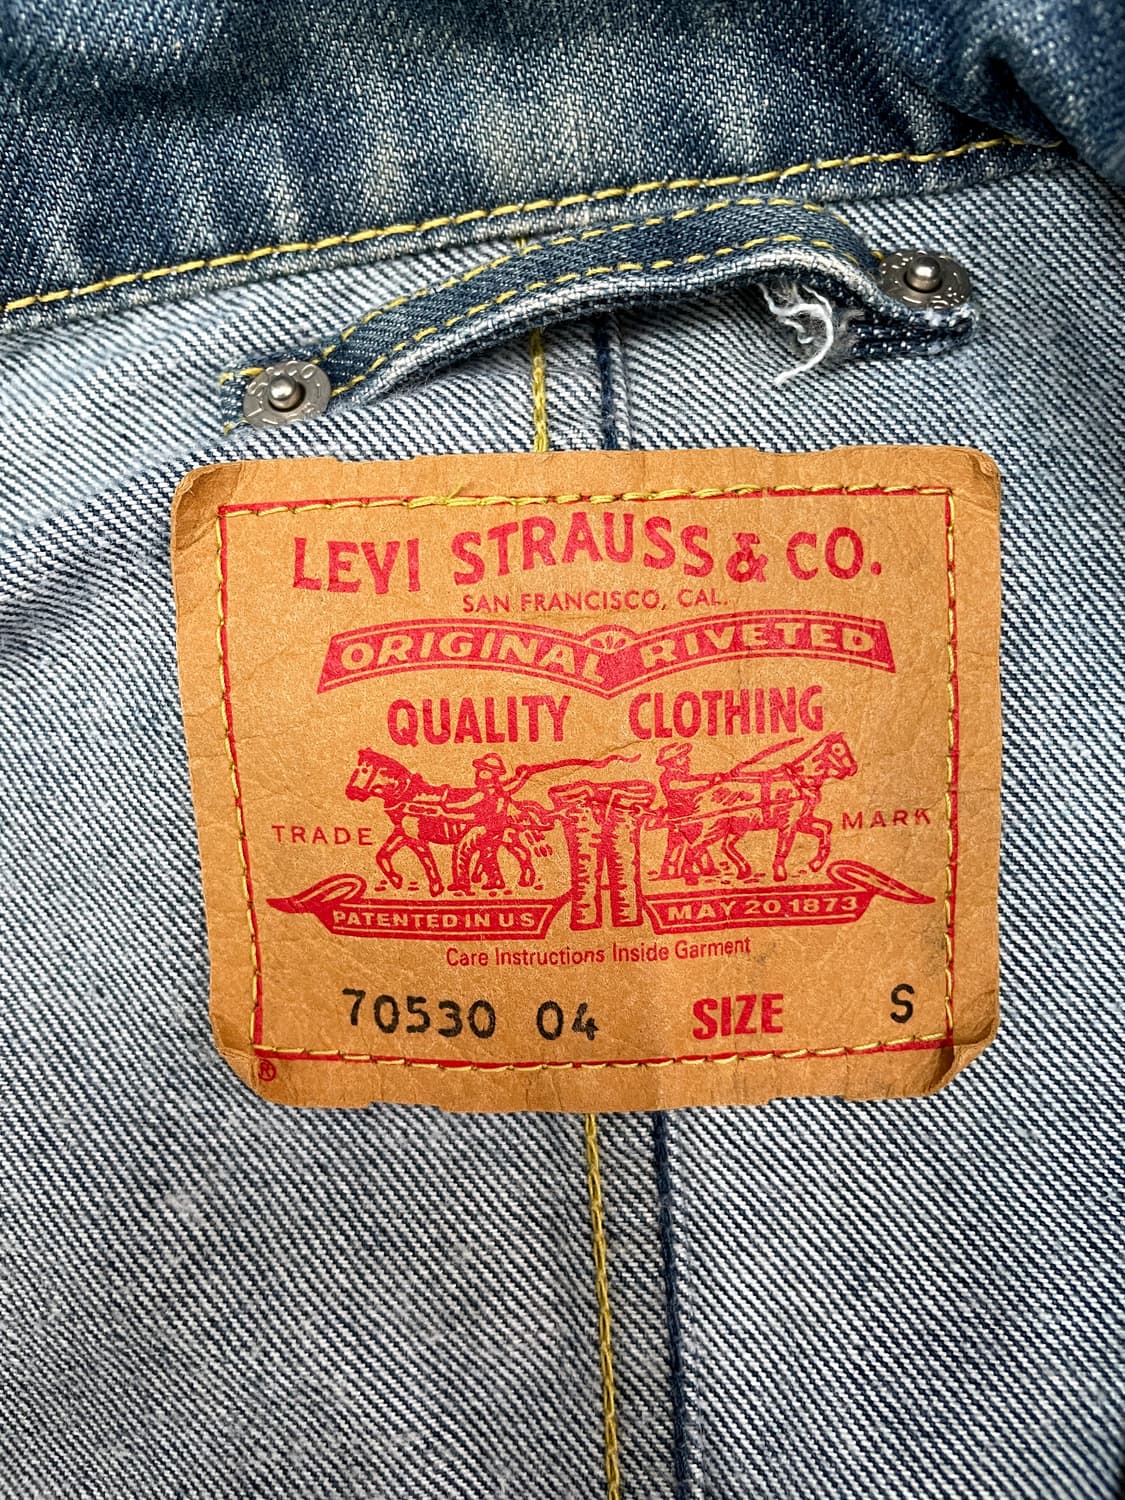 LEVI STRAUSS & CO.
SAN FRANCISCO, CAL.
ORIGINAL RIVETED
QUALITY CLOTHING
TRADE MARK
PATENTED IN US MAY 20 1873
Care Instructions Inside Garment
70530 04 SIZE S
®